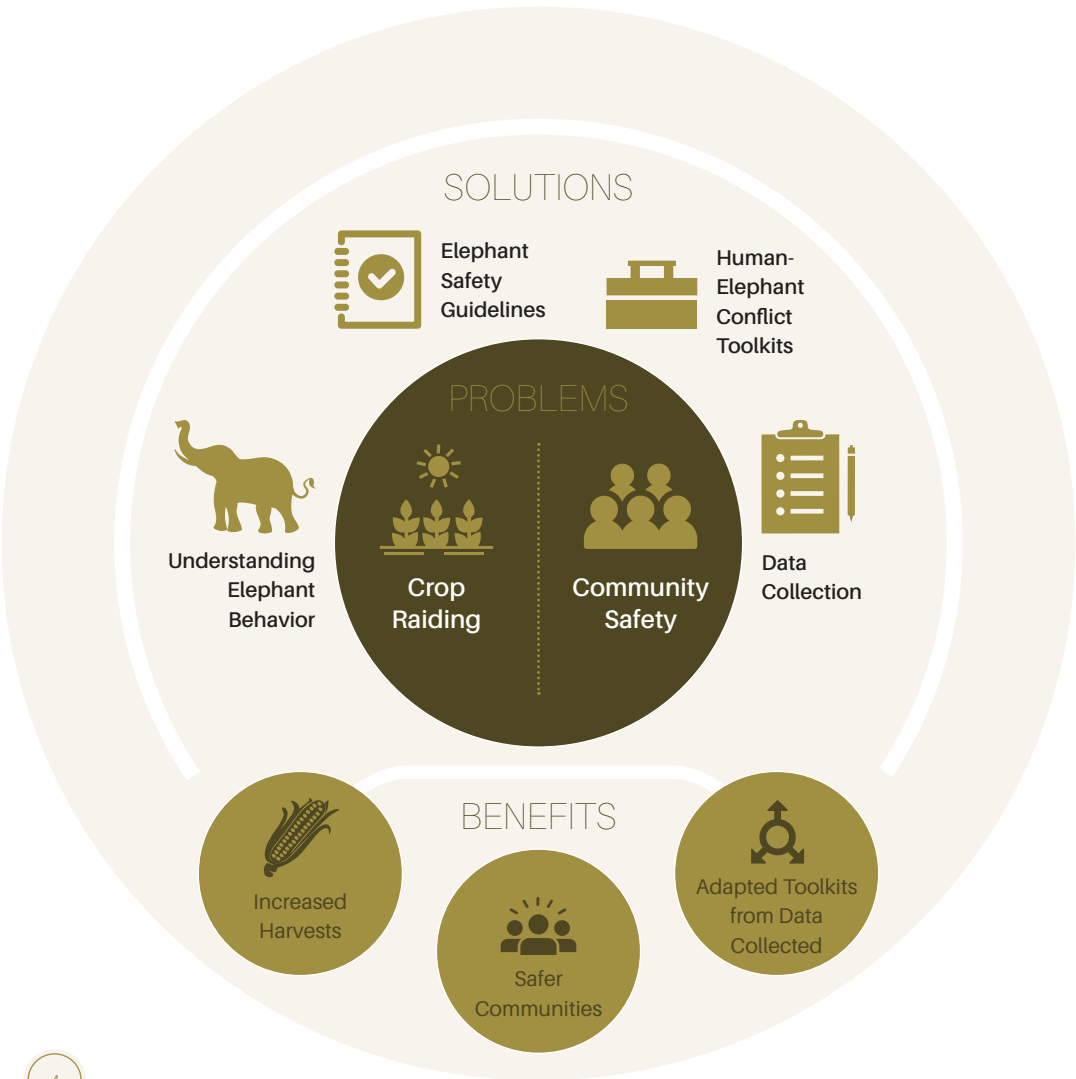 SOLUTIONS
Elephant
Safety
Guidelines
Human-
Elephant
Conflict
Toolkits
Understanding
Elephant
Behavior
PROBLEMS
Crop
Raiding
Community
Safety
Data
Collection
BENEFITS
Increased
Harvests
Safer
Communities
Adapted Toolkits
from Data
Collected